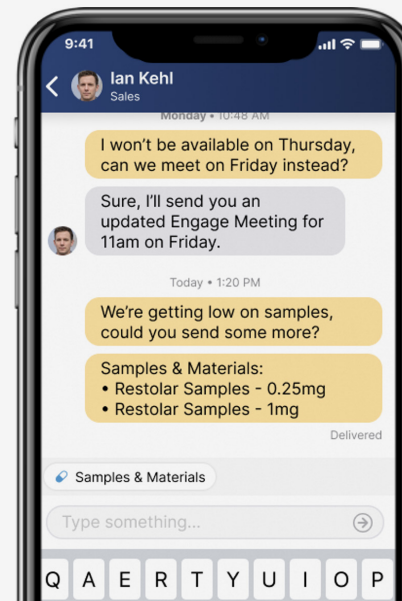 9:41
Ian Kehl
Sales
Monday • 10:48 AM
I won't be available on Thursday,
can we meet on Friday instead?
Sure, I'll send you an
updated Engage Meeting for
11am on Friday.
Today • 1:20 PM
We're getting low on samples,
could you send some more?
Samples & Materials:
• Restolar Samples - 0.25mg
• Restolar Samples - 1mg
Delivered
Samples & Materials
Type something...
Q A E R T Y U I O P